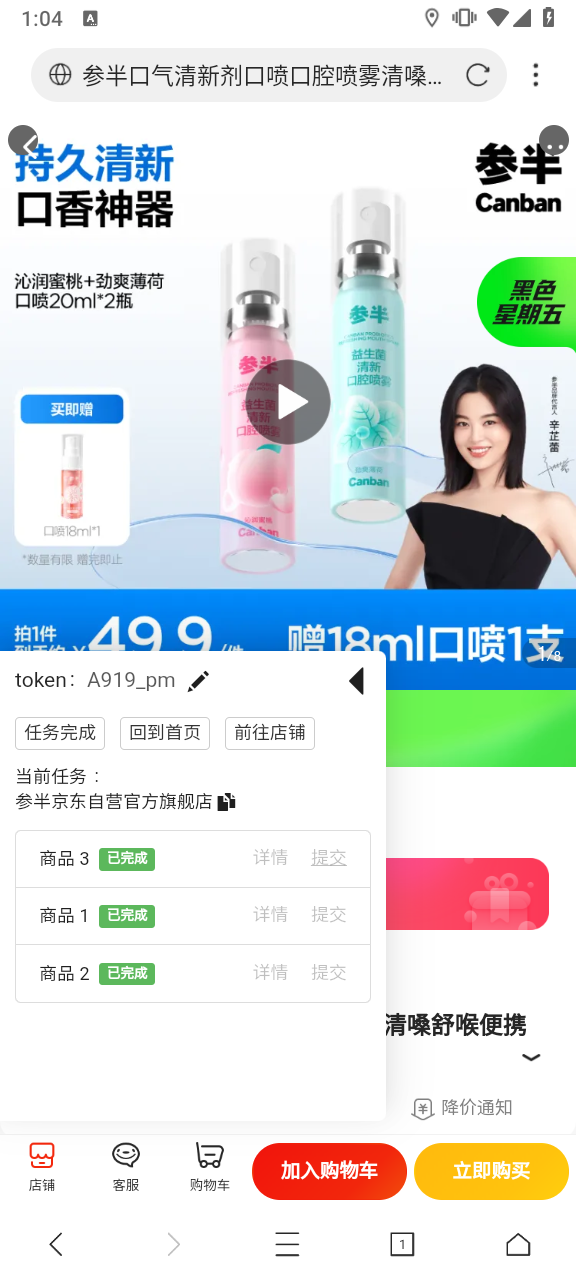 1:04
A
参半口气清新剂口喷口腔喷雾清嗓...
持久清新
口香神器
参半
Canban
沁润蜜桃+劲爽薄荷
口喷20ml*2瓶
黑色
星期五
参半
益生菌
清新
口腔喷雾
参半
益生菌
清新
口腔喷雾
买即赠
辛芷蕾
劲爽薄荷
Canban
沁润蜜桃
Canban
口喷18ml*1
*数量有限 赠完即止
拍1件
49.9
赠18ml口喷1支
1/8
token: A919_pm
任务完成
回到首页
前往店铺
当前任务：
参半京东自营官方旗舰店
商品 3 已完成 详情 提交
商品 1 已完成 详情 提交
商品 2 已完成 详情 提交
清嗓舒喉便携
降价通知
店铺
客服
购物车
加入购物车
立即购买
1